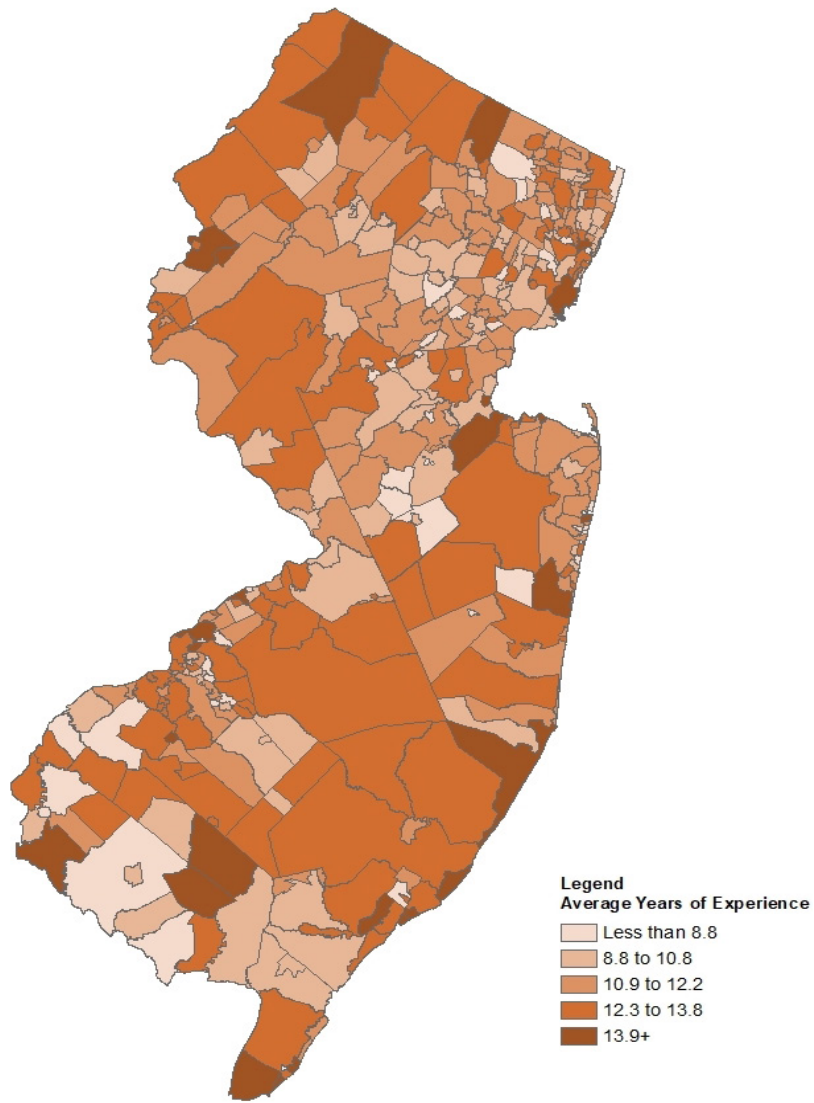 Legend
Average Years of Experience
Less than 8.8
8.8 to 10.8
10.9 to 12.2
12.3 to 13.8
13.9+